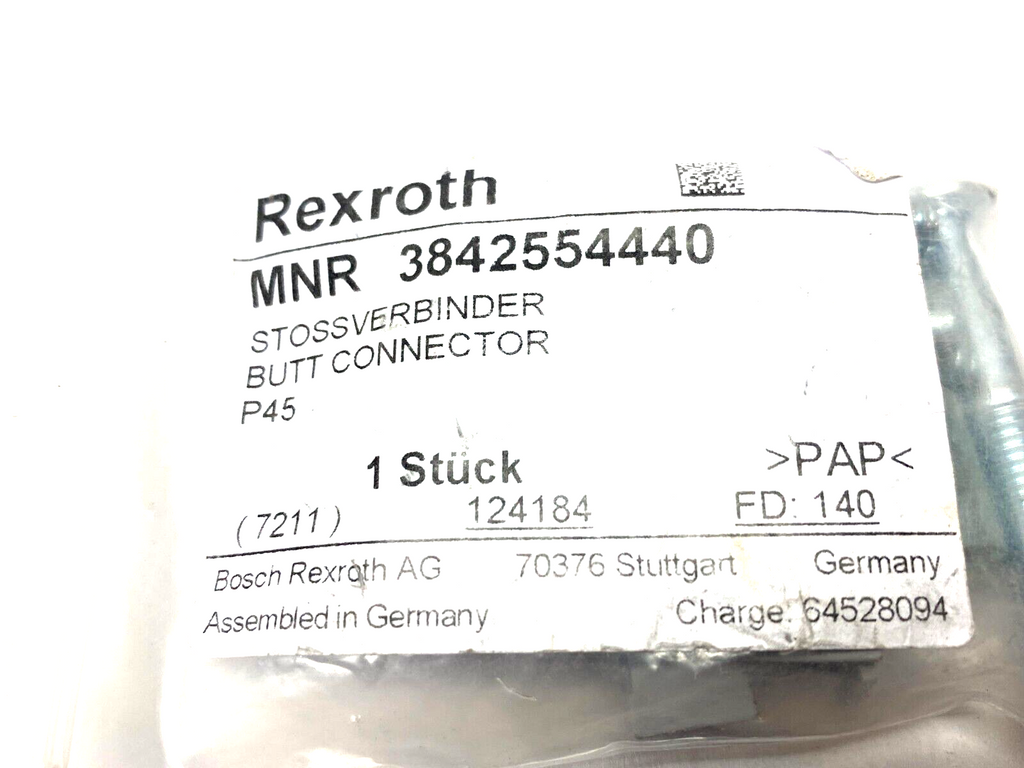 Rexroth
MNR 3842554440
STOSSVERBINDER
BUTT CONNECTOR
P45
1 Stück >PAP<
(7211) 124184 FD: 140
Bosch Rexroth AG 70376 Stuttgart Germany
Assembled in Germany Charge: 64528094